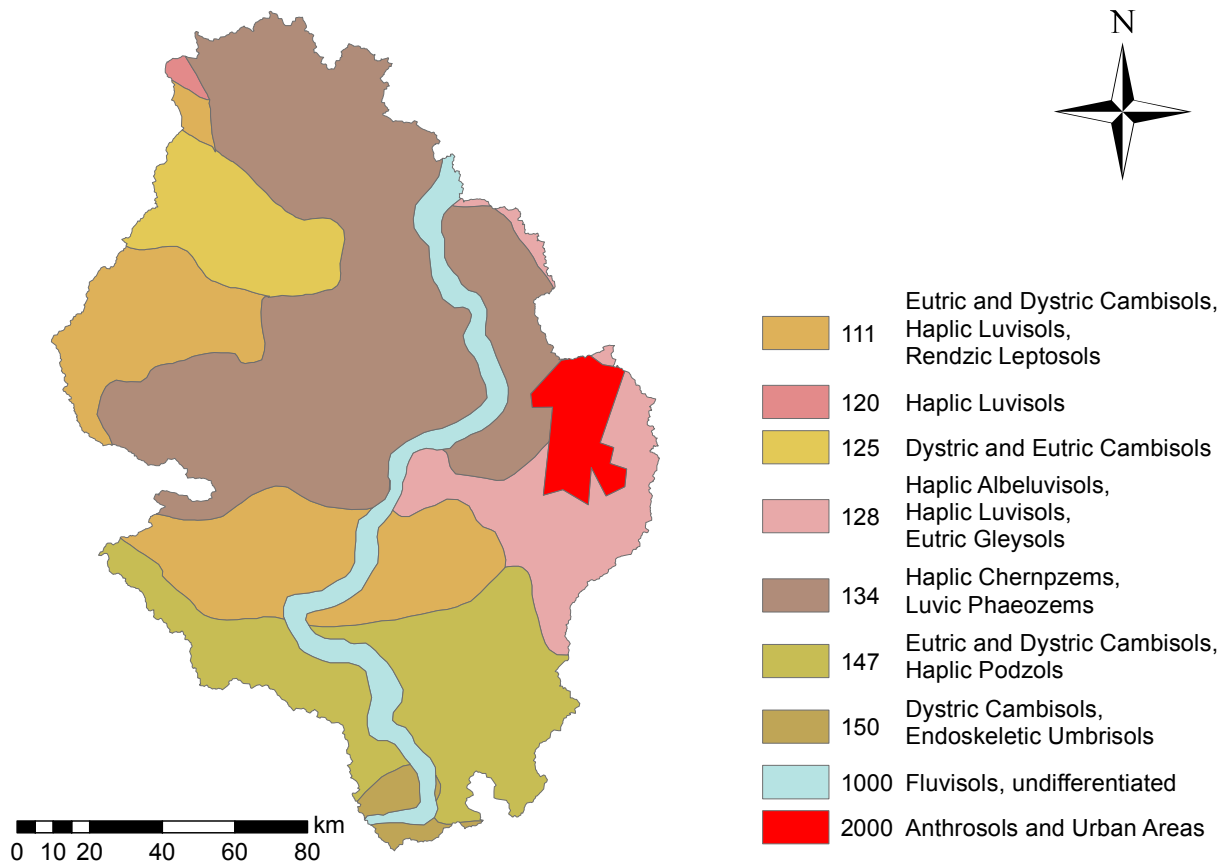 N
111 Eutric and Dystric Cambisols,
Haplic Luvisols,
Rendzic Leptosols
120 Haplic Luvisols
125 Dystric and Eutric Cambisols
128 Haplic Albeluvisols,
Haplic Luvisols,
Eutric Gleysols
134 Haplic Chernpzems,
Luvic Phaeozems
147 Eutric and Dystric Cambisols,
Haplic Podzols
150 Dystric Cambisols,
Endoskeletic Umbrisols
1000 Fluvisols, undifferentiated
2000 Anthrosols and Urban Areas
km
0 10 20 40 60 80